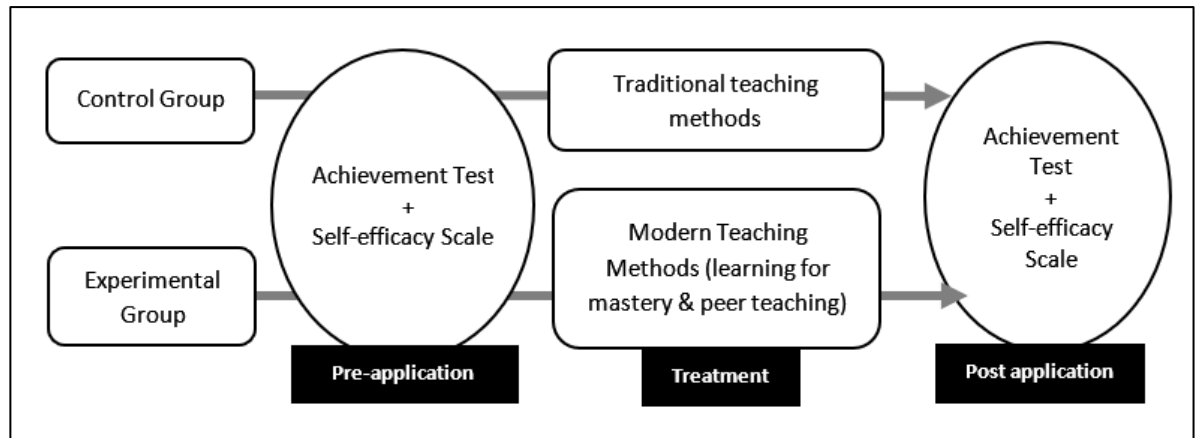 Control Group
Experimental
Group
Achievement Test
+
Self-efficacy Scale
Pre-application
Traditional teaching
methods
Modern Teaching
Methods (learning for
mastery & peer teaching)
Treatment
Achievement
Test
+
Self-efficacy
Scale
Post application